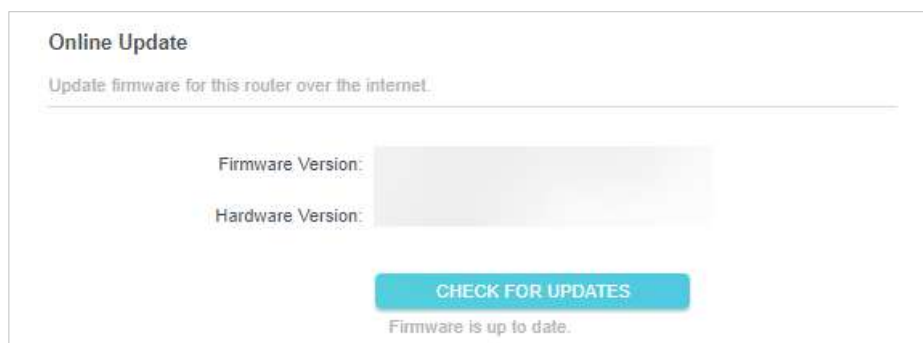 Online Update
Update firmware for this router over the internet.
Firmware Version:
Hardware Version:
CHECK FOR UPDATES
Firmware is up to date.